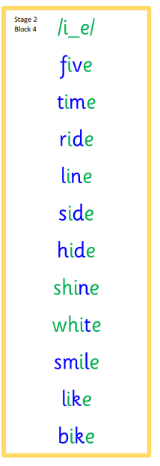 Stage 2
Block 4
/i_e/
five
time
ride
line
side
hide
shine
white
smile
like
bike